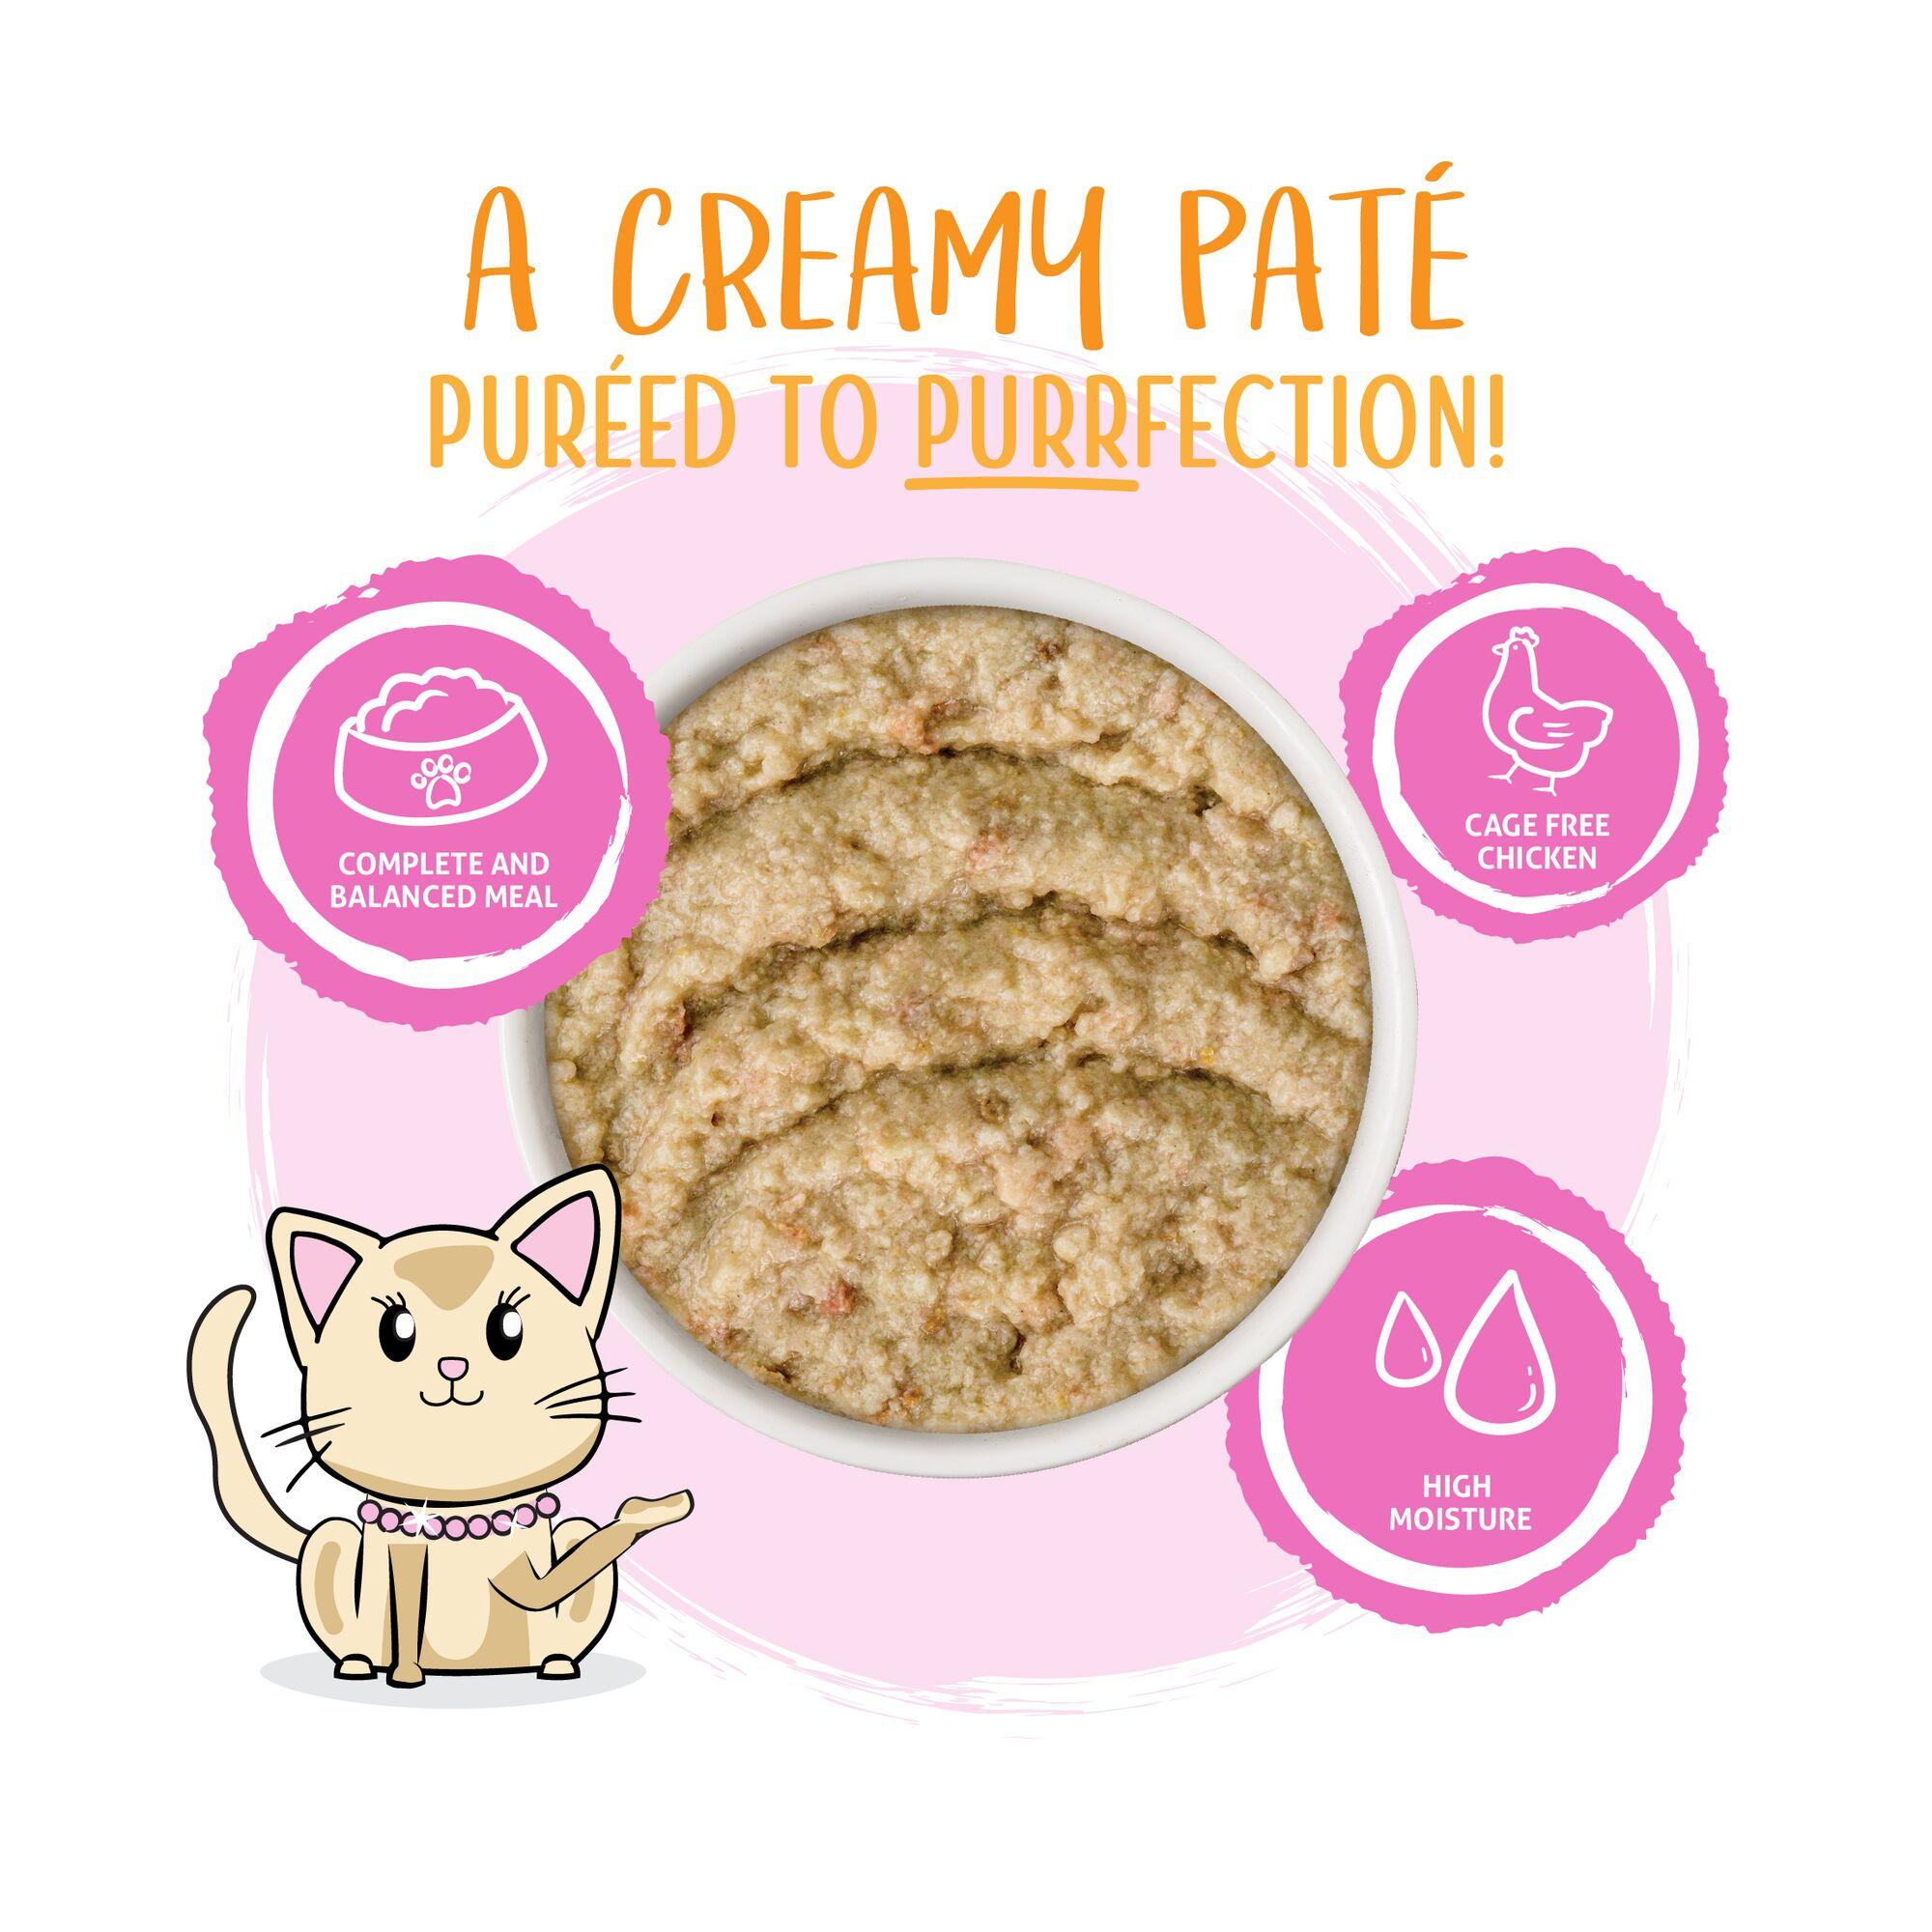 A CREAMY PATÉ
PURÉED TO PURRFECTION!
COMPLETE AND
BALANCED MEAL
CAGE FREE
CHICKEN
HIGH
MOISTURE